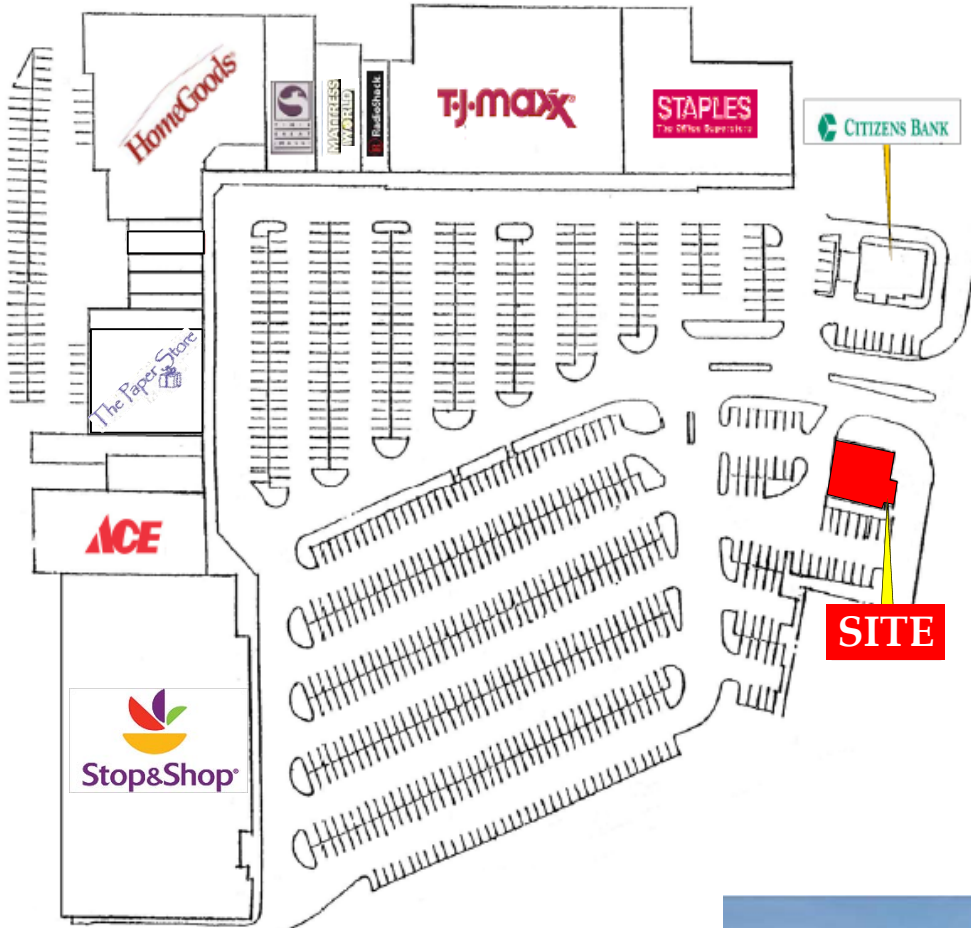 HomeGoods
MATTRESS
WORLD
RadioShack
T·J·maxx
STAPLES
The Office Superstore
CITIZENS BANK
The Paper Store
ACE
SITE
Stop&Shop